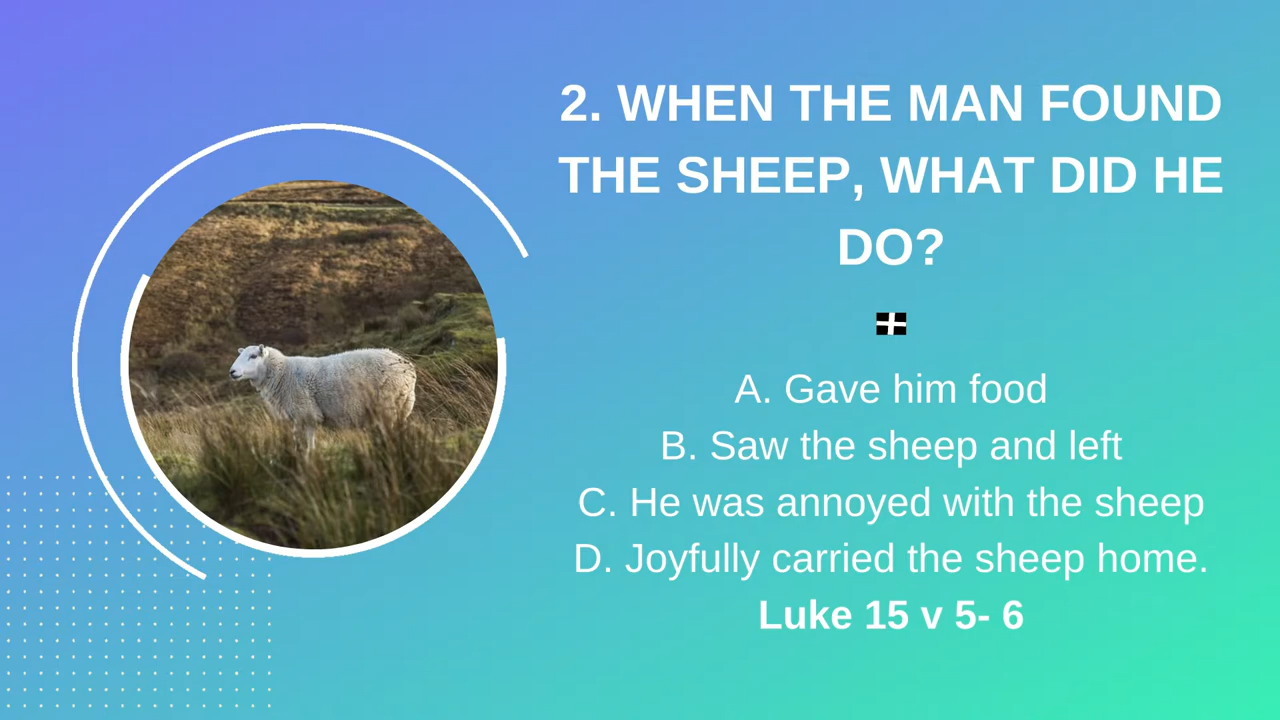 2. WHEN THE MAN FOUND
THE SHEEP, WHAT DID HE
DO?
A. Gave him food
B. Saw the sheep and left
C. He was annoyed with the sheep
D. Joyfully carried the sheep home.
Luke 15 v 5- 6